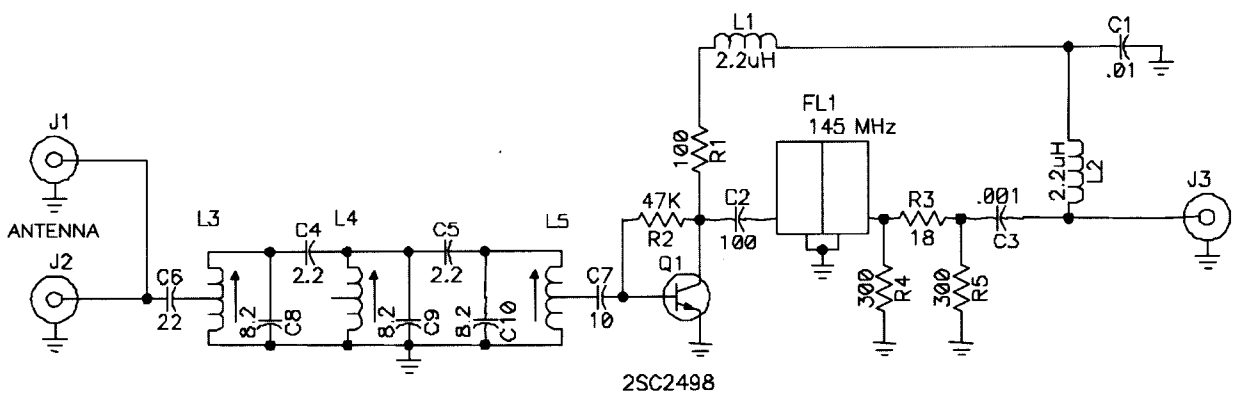 L1
2.2uH
C1
.01
FL1
145 MHz
J1
100
R1
2.2uH
L2
47K
R2
C2
100
R3
18
.001
C3
J3
ANTENNA
L3
C4
2.2
L4
C5
2.2
L5
J2
C6
22
8.2
C8
8.2
C9
8.2
C10
C7
10
Q1
300
R4
300
R5
2SC2498